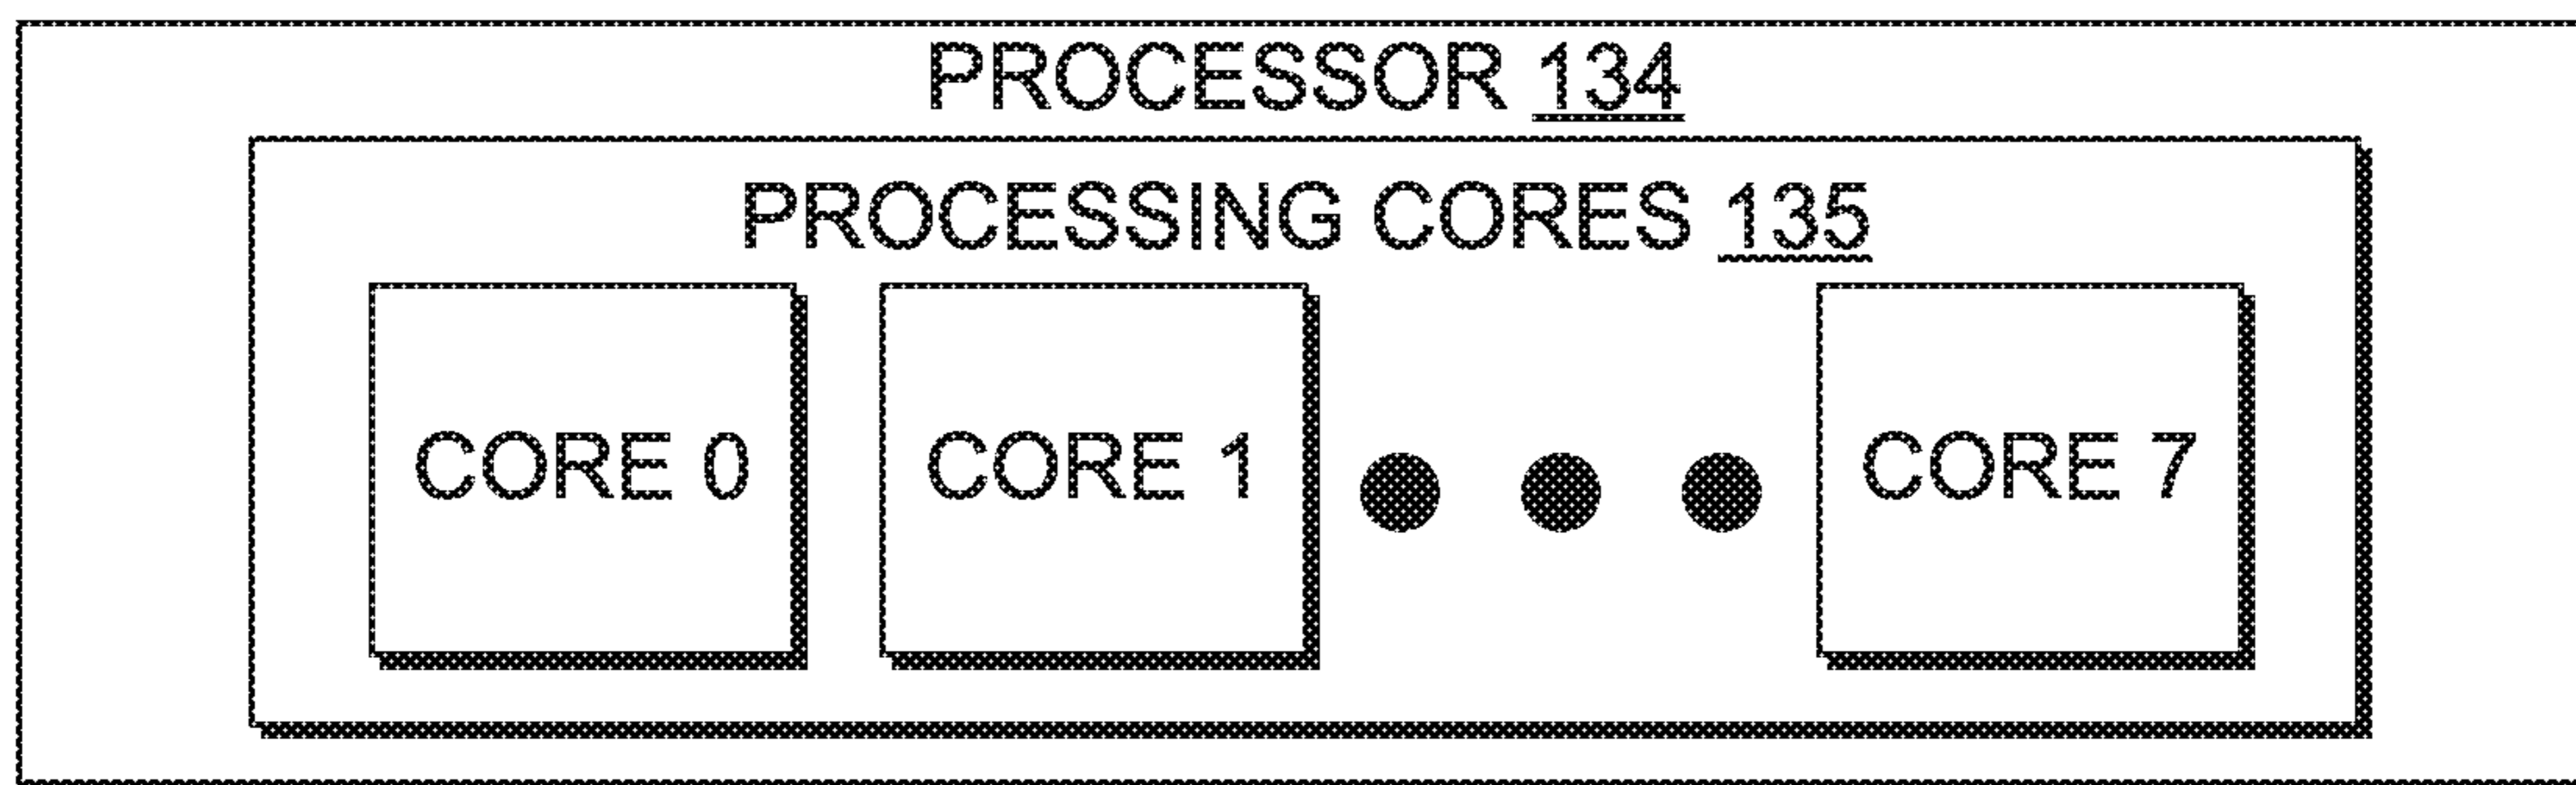 PROCESSOR 134
PROCESSING CORES 135
CORE 0
CORE 1
CORE 7